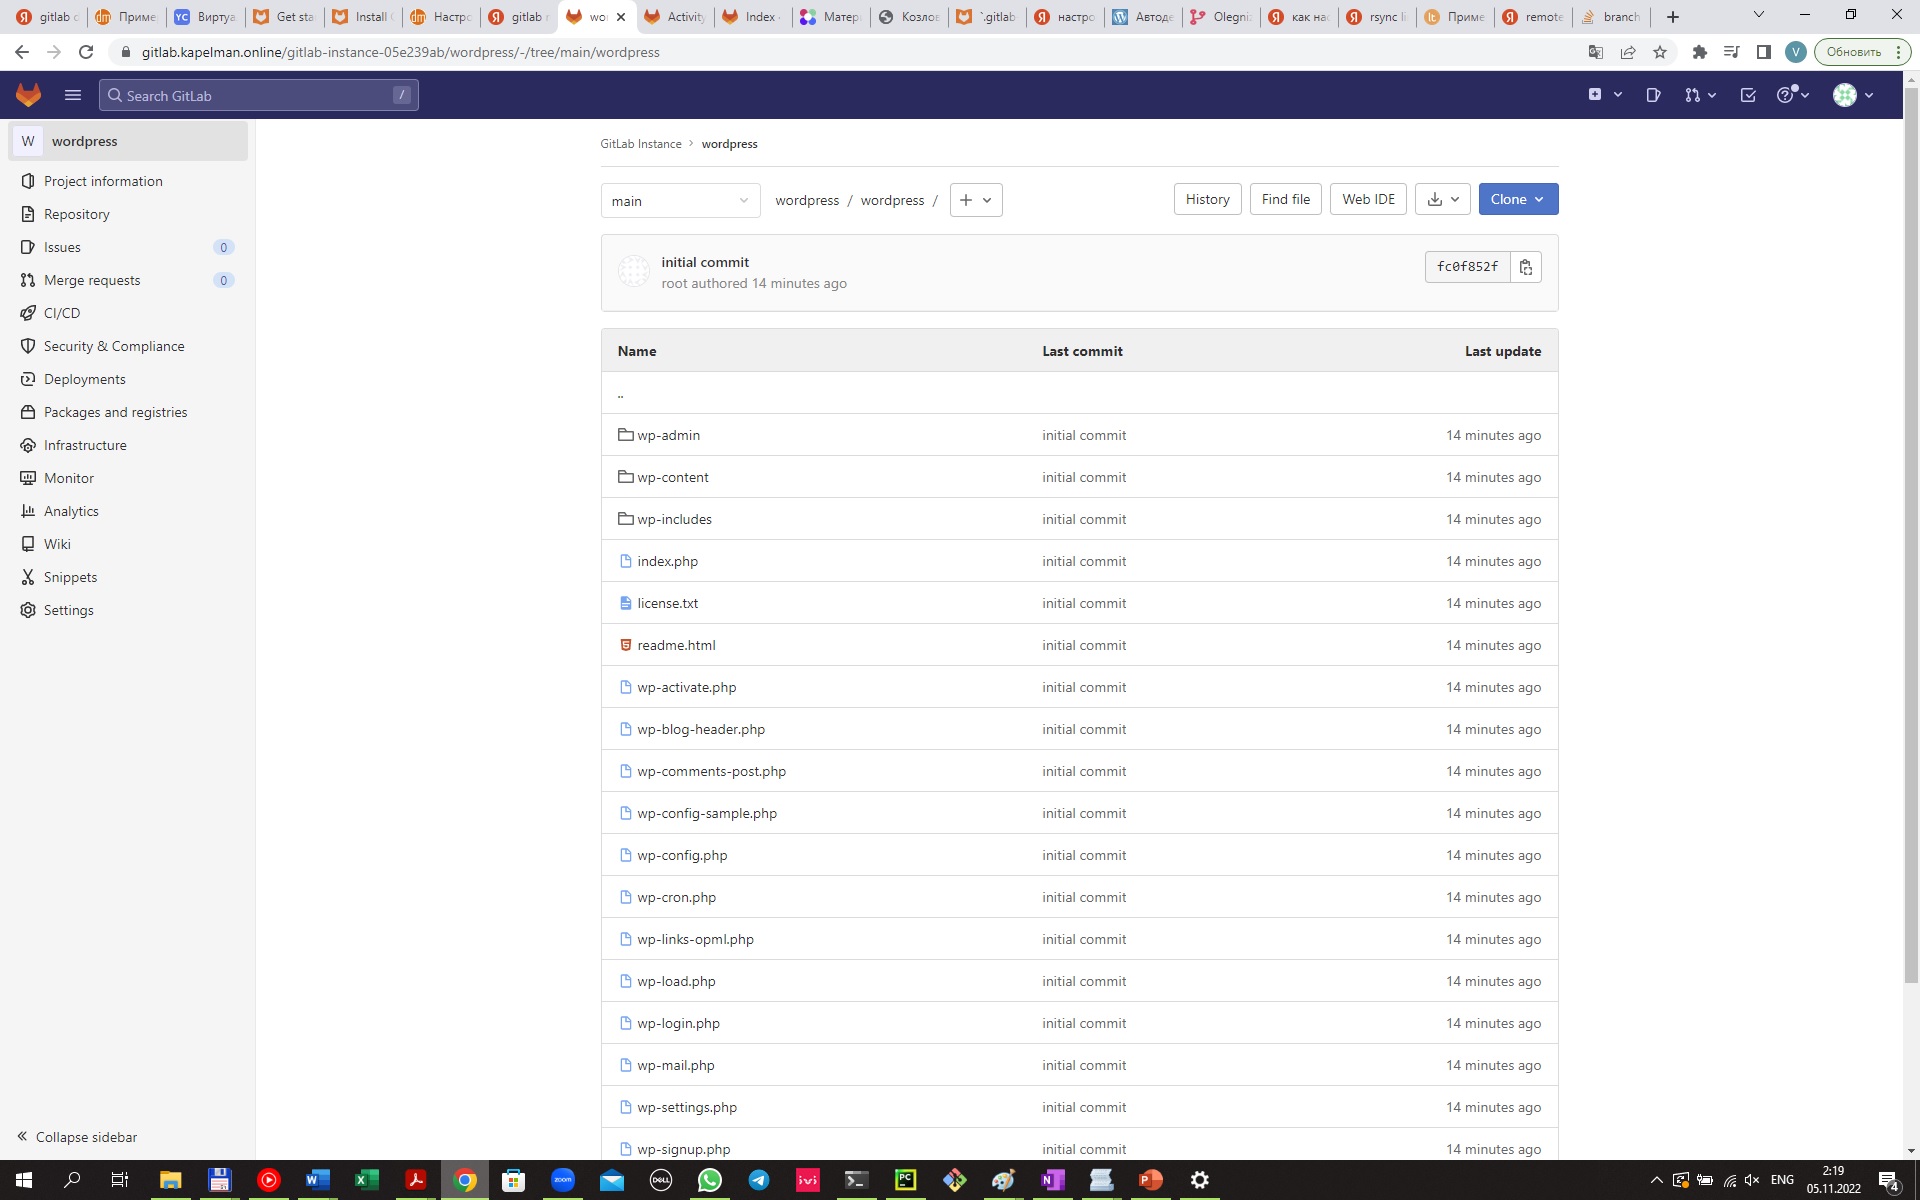 gitlab d
Приме
Виртуа
Get sta
Install
Настро
gitlab r
wo
Activity
Index
Матер
Козлов
`.gitlab
настро
Автоде
Olegni
как нас
rsync li
Приме
remote
branch
gitlab.kapelman.online/gitlab-instance-05e239ab/wordpress/-/tree/main/wordpress
V
Обновить
Search GitLab
/
W wordpress
Project information
Repository
Issues 0
Merge requests 0
CI/CD
Security & Compliance
Deployments
Packages and registries
Infrastructure
Monitor
Analytics
Wiki
Snippets
Settings
Collapse sidebar
GitLab Instance > wordpress
main
wordpress / wordpress /
History
Find file
Web IDE
Clone
initial commit
root authored 14 minutes ago
fc0f852f
Name Last commit Last update
..
wp-admin initial commit 14 minutes ago
wp-content initial commit 14 minutes ago
wp-includes initial commit 14 minutes ago
index.php initial commit 14 minutes ago
license.txt initial commit 14 minutes ago
readme.html initial commit 14 minutes ago
wp-activate.php initial commit 14 minutes ago
wp-blog-header.php initial commit 14 minutes ago
wp-comments-post.php initial commit 14 minutes ago
wp-config-sample.php initial commit 14 minutes ago
wp-config.php initial commit 14 minutes ago
wp-cron.php initial commit 14 minutes ago
wp-links-opml.php initial commit 14 minutes ago
wp-load.php initial commit 14 minutes ago
wp-login.php initial commit 14 minutes ago
wp-mail.php initial commit 14 minutes ago
wp-settings.php initial commit 14 minutes ago
wp-signup.php initial commit 14 minutes ago
ENG
2:19
05.11.2022
4